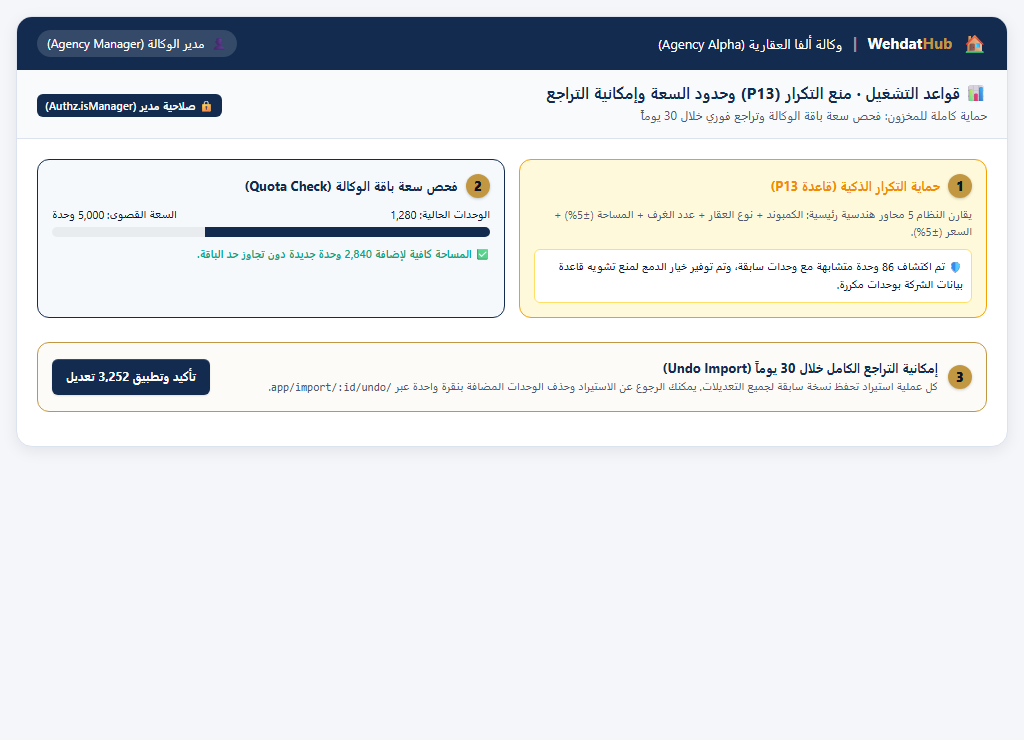 WehdatHub | وكالة ألفا العقارية (Agency Alpha)
مدير الوكالة (Agency Manager)
قواعد التشغيل · منع التكرار (P13) وحدود السعة وإمكانية التراجع
حماية كاملة للمخزون: فحص سعة باقة الوكالة وتراجع فوري خلال 30 يوماً
صلاحية مدير (Authz.isManager)
1 حماية التكرار الذكية (قاعدة P13)
يقارن النظام 5 محاور هندسية رئيسية: الكمبوند + نوع العقار + عدد الغرف + المساحة (±5%) +
السعر (±5%).
تم اكتشاف 86 وحدة متشابهة مع وحدات سابقة، وتم توفير خيار الدمج لمنع تشويه قاعدة
بيانات الشركة بوحدات مكررة.
2 فحص سعة باقة الوكالة (Quota Check)
الوحدات الحالية: 1,280
السعة القصوى: 5,000 وحدة
المساحة كافية لإضافة 2,840 وحدة جديدة دون تجاوز حد الباقة.
3 إمكانية التراجع الكامل خلال 30 يوماً (Undo Import)
كل عملية استيراد تحفظ نسخة سابقة لجميع التعديلات، يمكنك الرجوع عن الاستيراد وحذف الوحدات المضافة بنقرة واحدة عبر /app/import/:id/undo.
تأكيد وتطبيق 3,252 تعديل